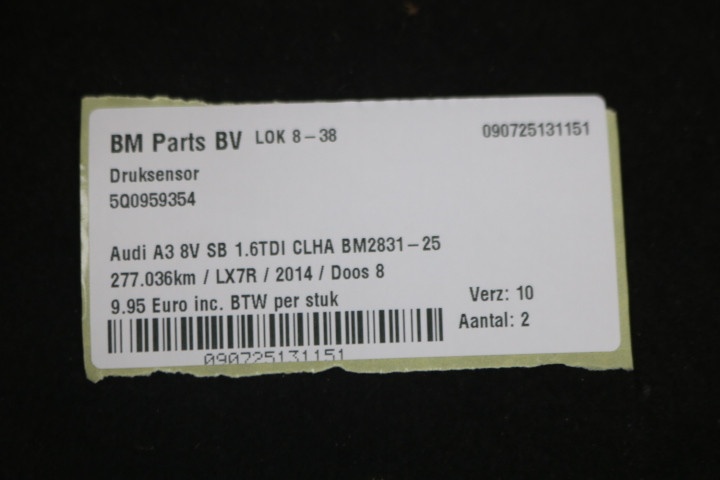 BM Parts BV LOK 8-38 090725131151
Druksensor
5Q0959354
Audi A3 8V SB 1.6TDI CLHA BM2831-25
277.036km / LX7R / 2014 / Doos 8
9.95 Euro inc. BTW per stuk Verz: 10
Aantal: 2
090725131151